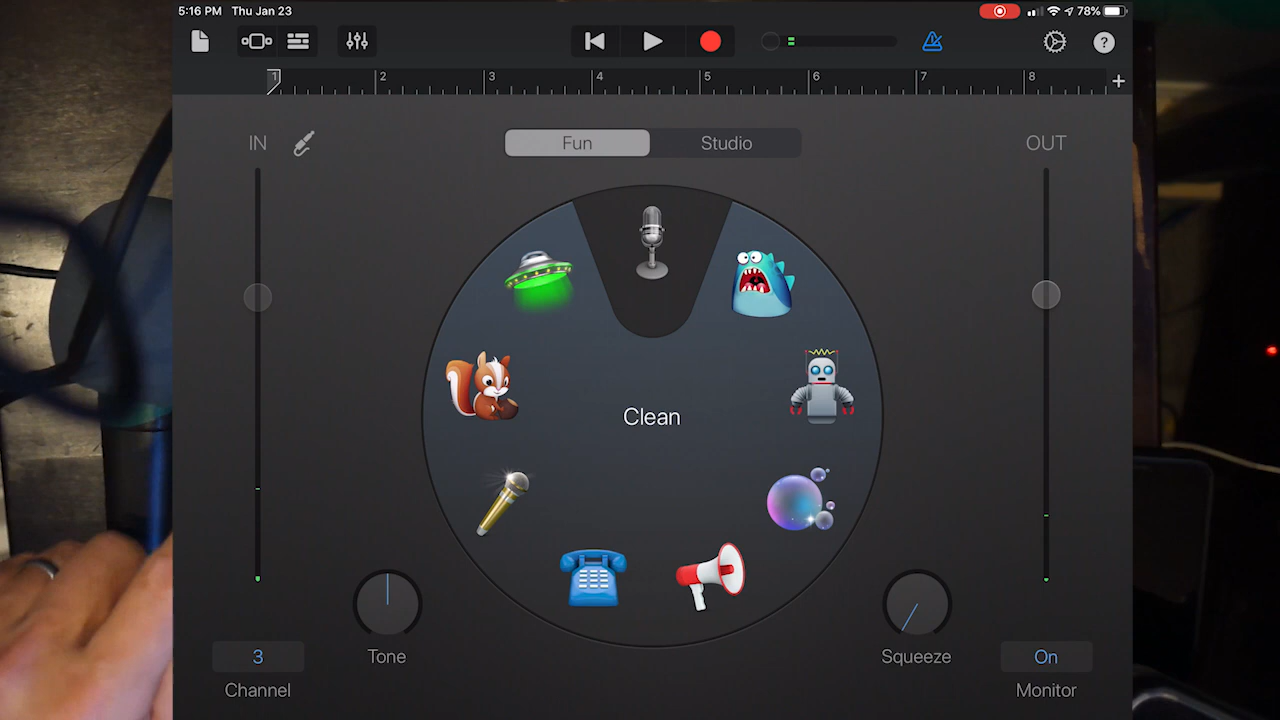 5:16 PM Thu Jan 23
78%
?
1 2 3 4 5 6 7 8 +
IN
Fun
Studio
OUT
Clean
3
Channel
Tone
Squeeze
On
Monitor